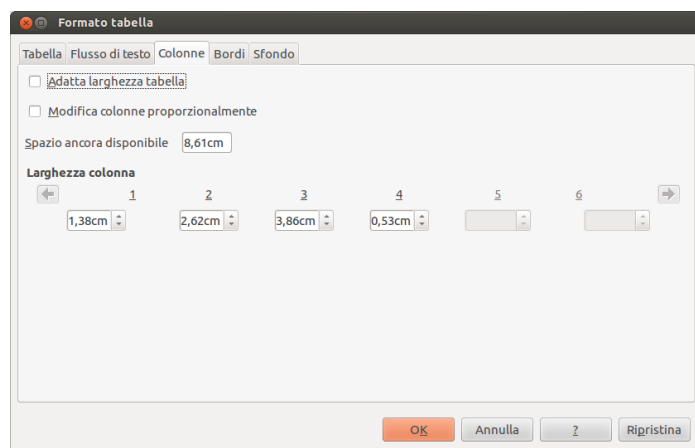 Formato tabella
Tabella Flusso di testo Colonne Bordi Sfondo
Adatta larghezza tabella
Modifica colonne proporzionalmente
Spazio ancora disponibile 8,61cm
Larghezza colonna
1 2 3 4 5 6
1,38cm 2,62cm 3,86cm 0,53cm
OK Annulla ? Ripristina